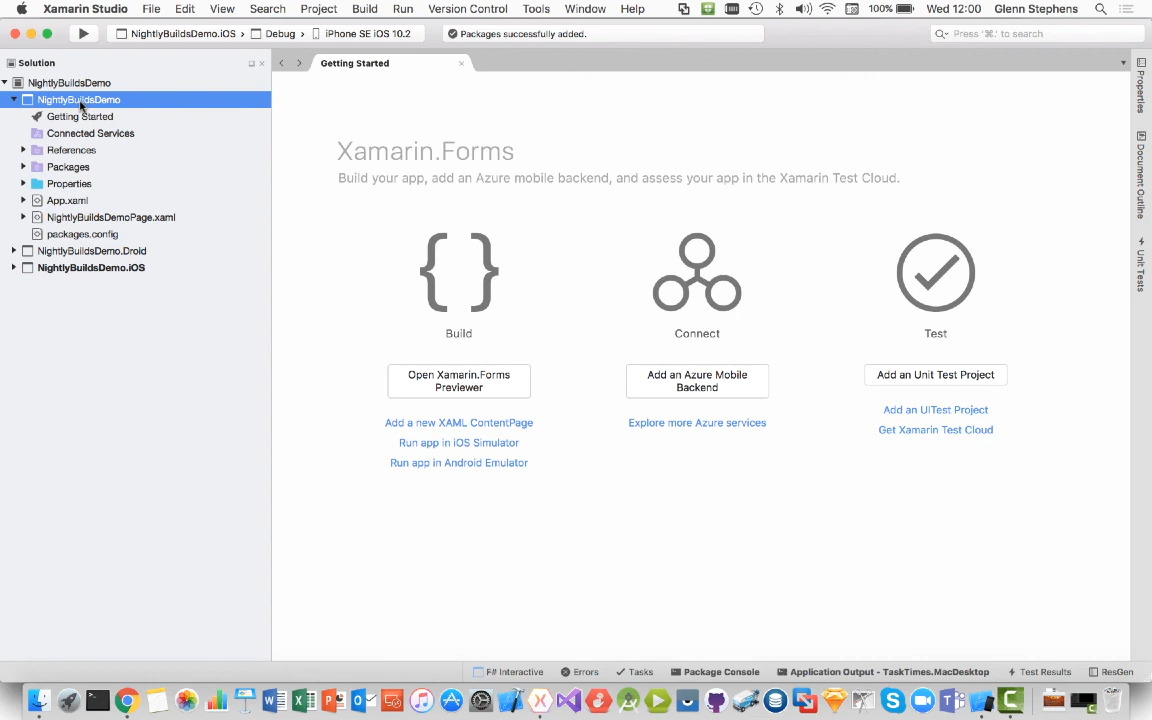 Xamarin Studio File Edit View Search Project Build Run Version Control Tools Window Help 100% Wed 12:00 Glenn Stephens
NightlyBuildsDemo.iOS > Debug > iPhone SE iOS 10.2
Packages successfully added.
Press '⌘.' to search
Solution
Getting Started
NightlyBuildsDemo
NightlyBuildsDemo
Getting Started
Connected Services
References
Packages
Properties
App.xaml
NightlyBuildsDemoPage.xaml
packages.config
NightlyBuildsDemo.Droid
NightlyBuildsDemo.iOS
Xamarin.Forms
Build your app, add an Azure mobile backend, and assess your app in the Xamarin Test Cloud.
Build
Open Xamarin.Forms
Previewer
Add a new XAML ContentPage
Run app in iOS Simulator
Run app in Android Emulator
Connect
Add an Azure Mobile
Backend
Explore more Azure services
Test
Add an Unit Test Project
Add an UITest Project
Get Xamarin Test Cloud
Properties
Document Outline
Unit Tests
F# Interactive Errors Tasks Package Console Application Output - TaskTimes.MacDesktop Test Results ResGen